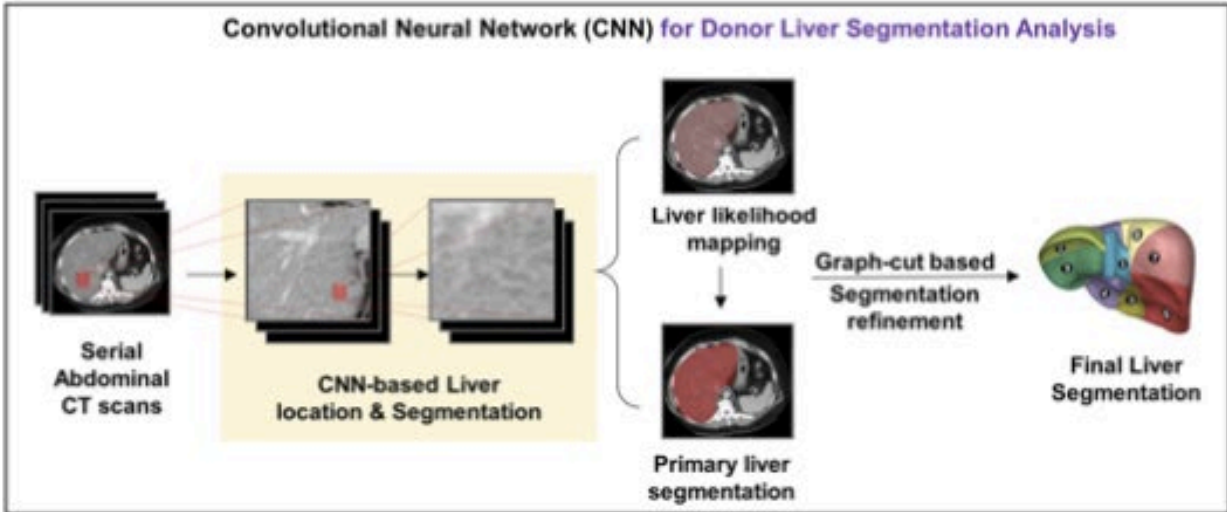 Convolutional Neural Network (CNN) for Donor Liver Segmentation Analysis
Serial
Abdominal
CT scans
CNN-based Liver
location & Segmentation
Liver likelihood
mapping
Primary liver
segmentation
Graph-cut based
Segmentation
refinement
Final Liver
Segmentation